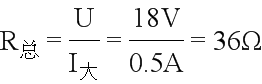 R总 = U/I大 = 18V/0.5A = 36Ω